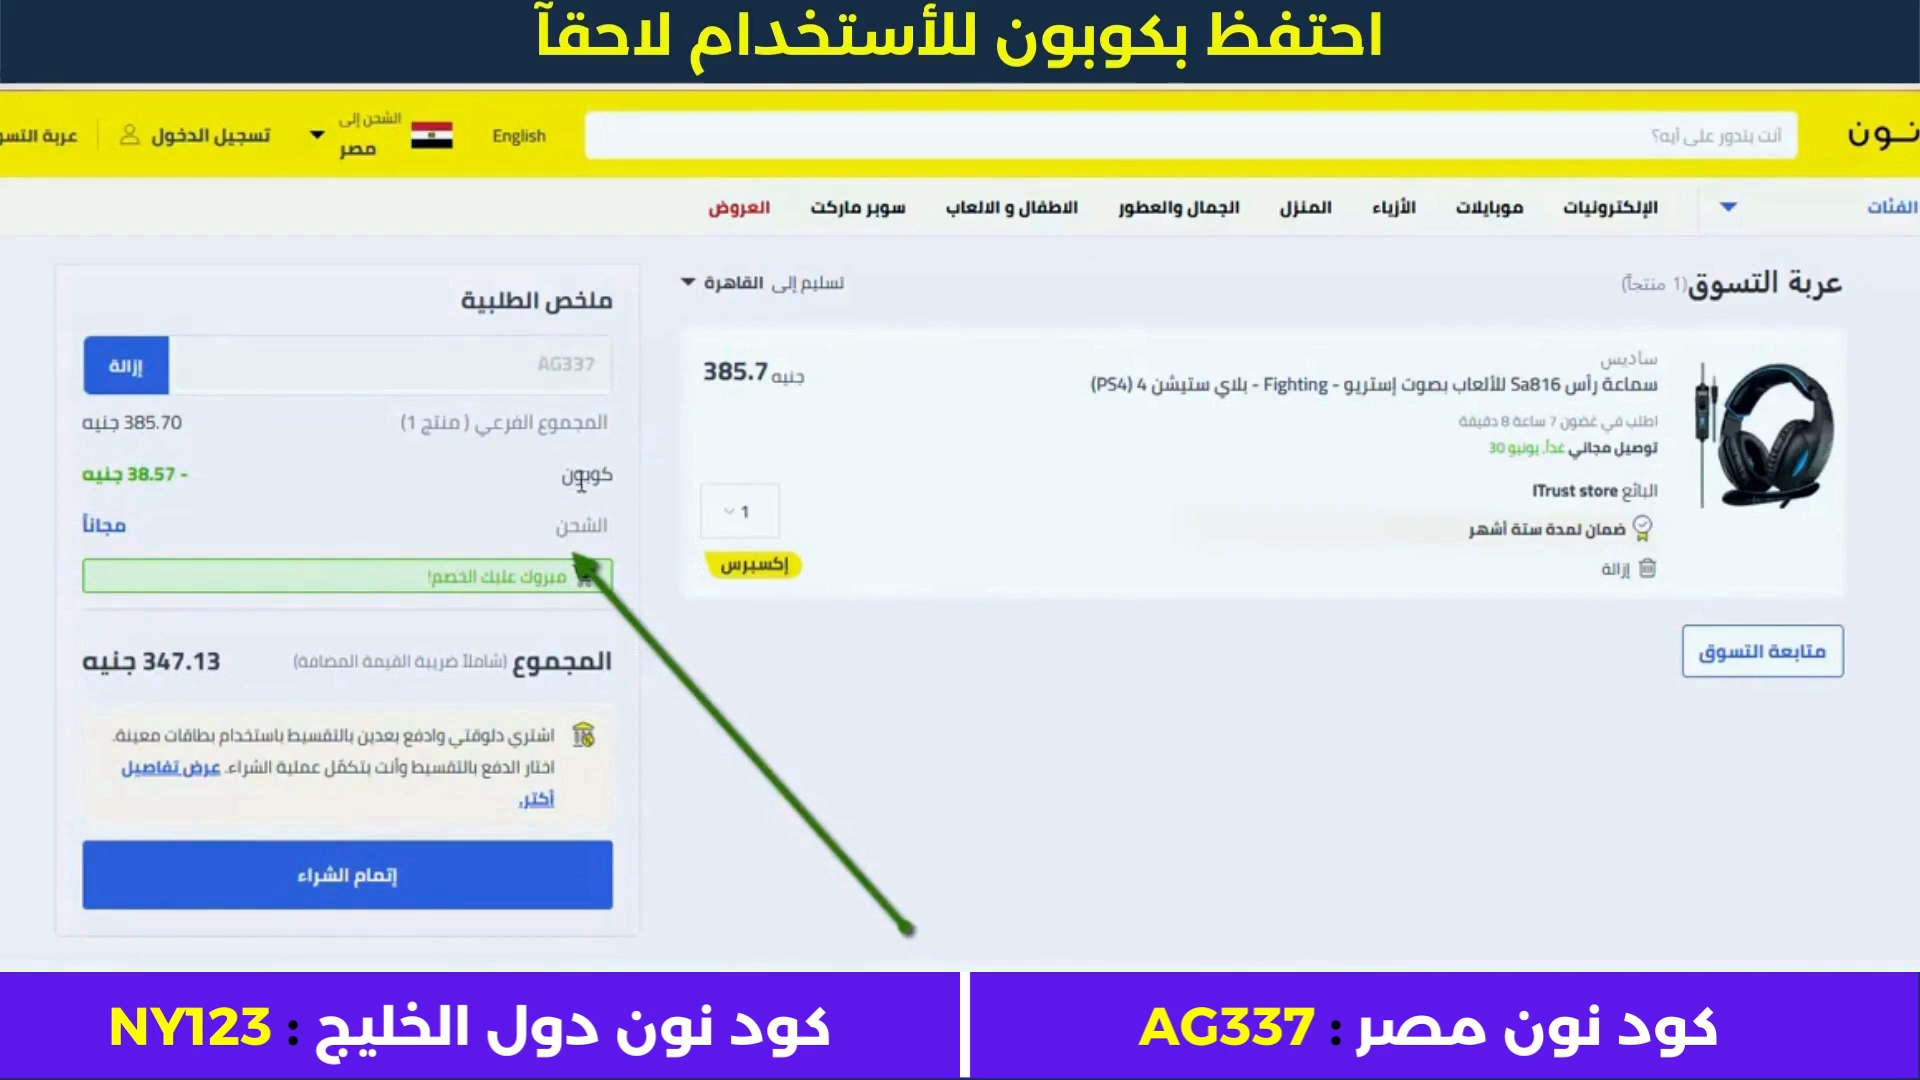 احتفظ بكوبون للأستخدام لاحقآ
نون
أنت بتدور على أيه؟
English
الشحن إلى
مصر
تسجيل الدخول
عربة التسو
الفئات
الإلكترونيات
موبايلات
الأزياء
المنزل
الجمال والعطور
الاطفال و الالعاب
سوبر ماركت
العروض
عربة التسوق (1 منتجاً)
تسليم إلى القاهرة
ساديس
سماعة رأس Sa816 للألعاب بصوت إستريو - Fighting - بلاي ستيشن 4 (PS4)
جنيه 385.7
اطلب في غضون 7 ساعة 8 دقيقة
توصيل مجاني غداً، يونيو 30
البائع ITrust store
ضمان لمدة ستة أشهر
إزالة
1
إكسبرس
متابعة التسوق
ملخص الطلبية
AG337
إزالة
المجموع الفرعي ( منتج 1)
385.70 جنيه
كوبون
- 38.57 جنيه
الشحن
مجاناً
مبروك عليك الخصم!
المجموع (شاملاً ضريبة القيمة المضافة)
347.13 جنيه
اشتري دلوقتي وادفع بعدين بالتقسيط باستخدام بطاقات معينة.
اختار الدفع بالتقسيط وأنت بتكمّل عملية الشراء. عرض تفاصيل
أكتر.
إتمام الشراء
كود نون مصر : AG337
كود نون دول الخليج : NY123